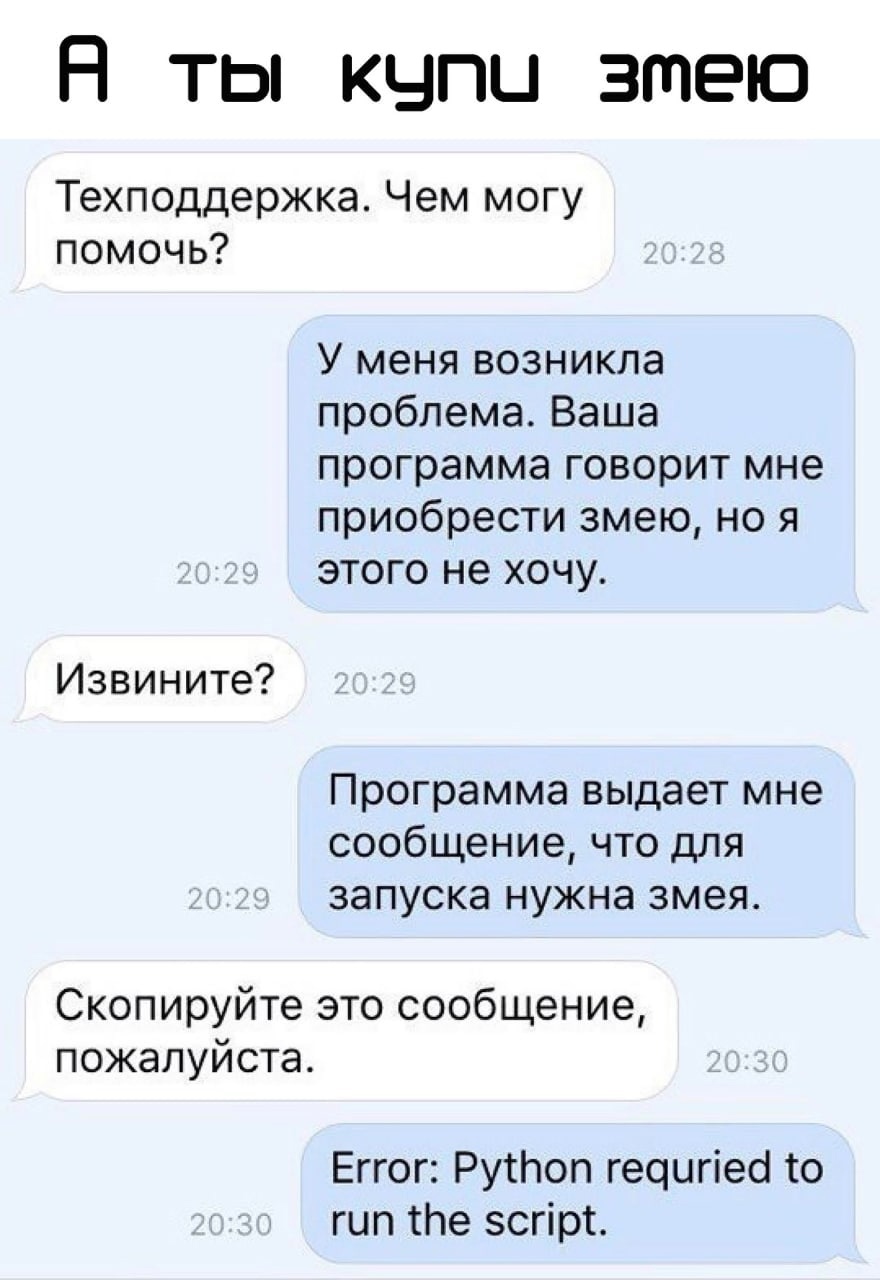 А ты купи змею
Техподдержка. Чем могу
помочь?
20:28
У меня возникла
проблема. Ваша
программа говорит мне
приобрести змею, но я
этого не хочу.
20:29
Извините?
20:29
Программа выдает мне
сообщение, что для
запуска нужна змея.
20:29
Скопируйте это сообщение,
пожалуйста.
20:30
Error: Python requried to
run the script.
20:30